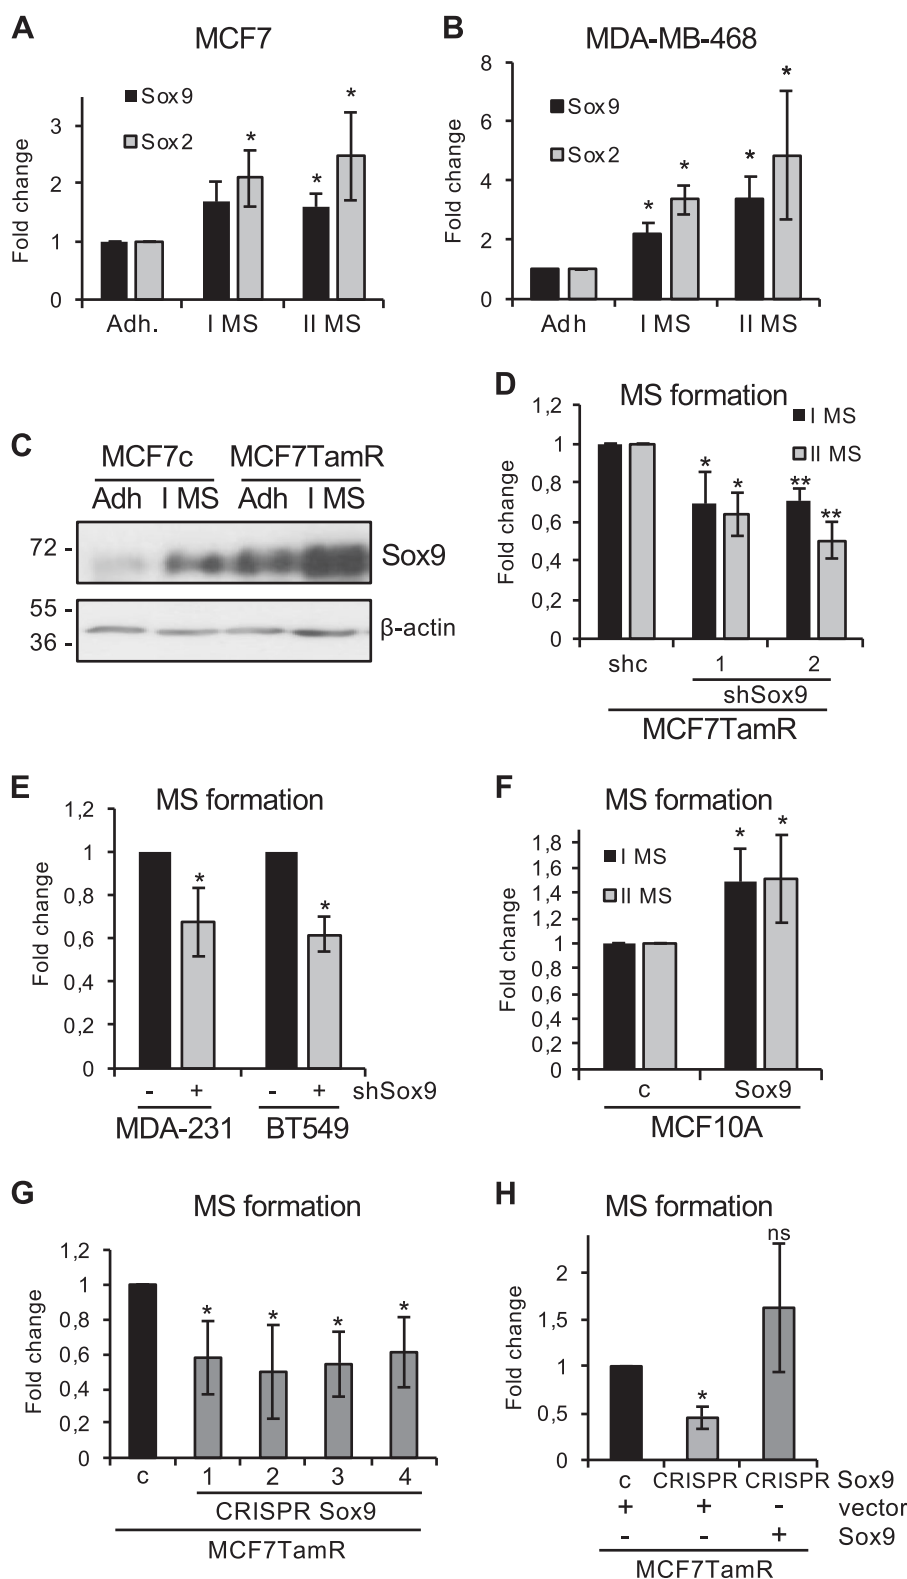 A
MCF7
Fold change
3
2
1
0
Sox9
Sox2
*
*
*
Adh.
I MS
II MS
B
MDA-MB-468
Fold change
8
6
4
2
0
Sox9
Sox2
*
*
*
*
Adh
I MS
II MS
C
MCF7c MCF7TamR
Adh I MS Adh I MS
72 -
Sox9
55 -
36 -
β-actin
D
MS formation
Fold change
1,2
1
0,8
0,6
0,4
0,2
0
I MS
II MS
*
*
**
**
shc 1 2
shSox9
MCF7TamR
E
MS formation
Fold change
1,2
1
0,8
0,6
0,4
0,2
0
*
*
- + - + shSox9
MDA-231 BT549
F
MS formation
Fold change
1,8
1,6
1,4
1,2
1
0,8
0,6
0,4
0,2
0
I MS
II MS
*
*
c Sox9
MCF10A
G
MS formation
Fold change
1,2
1
0,8
0,6
0,4
0,2
0
*
*
*
*
c 1 2 3 4
CRISPR Sox9
MCF7TamR
H
MS formation
Fold change
2
1,5
1
0,5
0
*
ns
c CRISPR CRISPR Sox9
+ + - vector
- - + Sox9
MCF7TamR